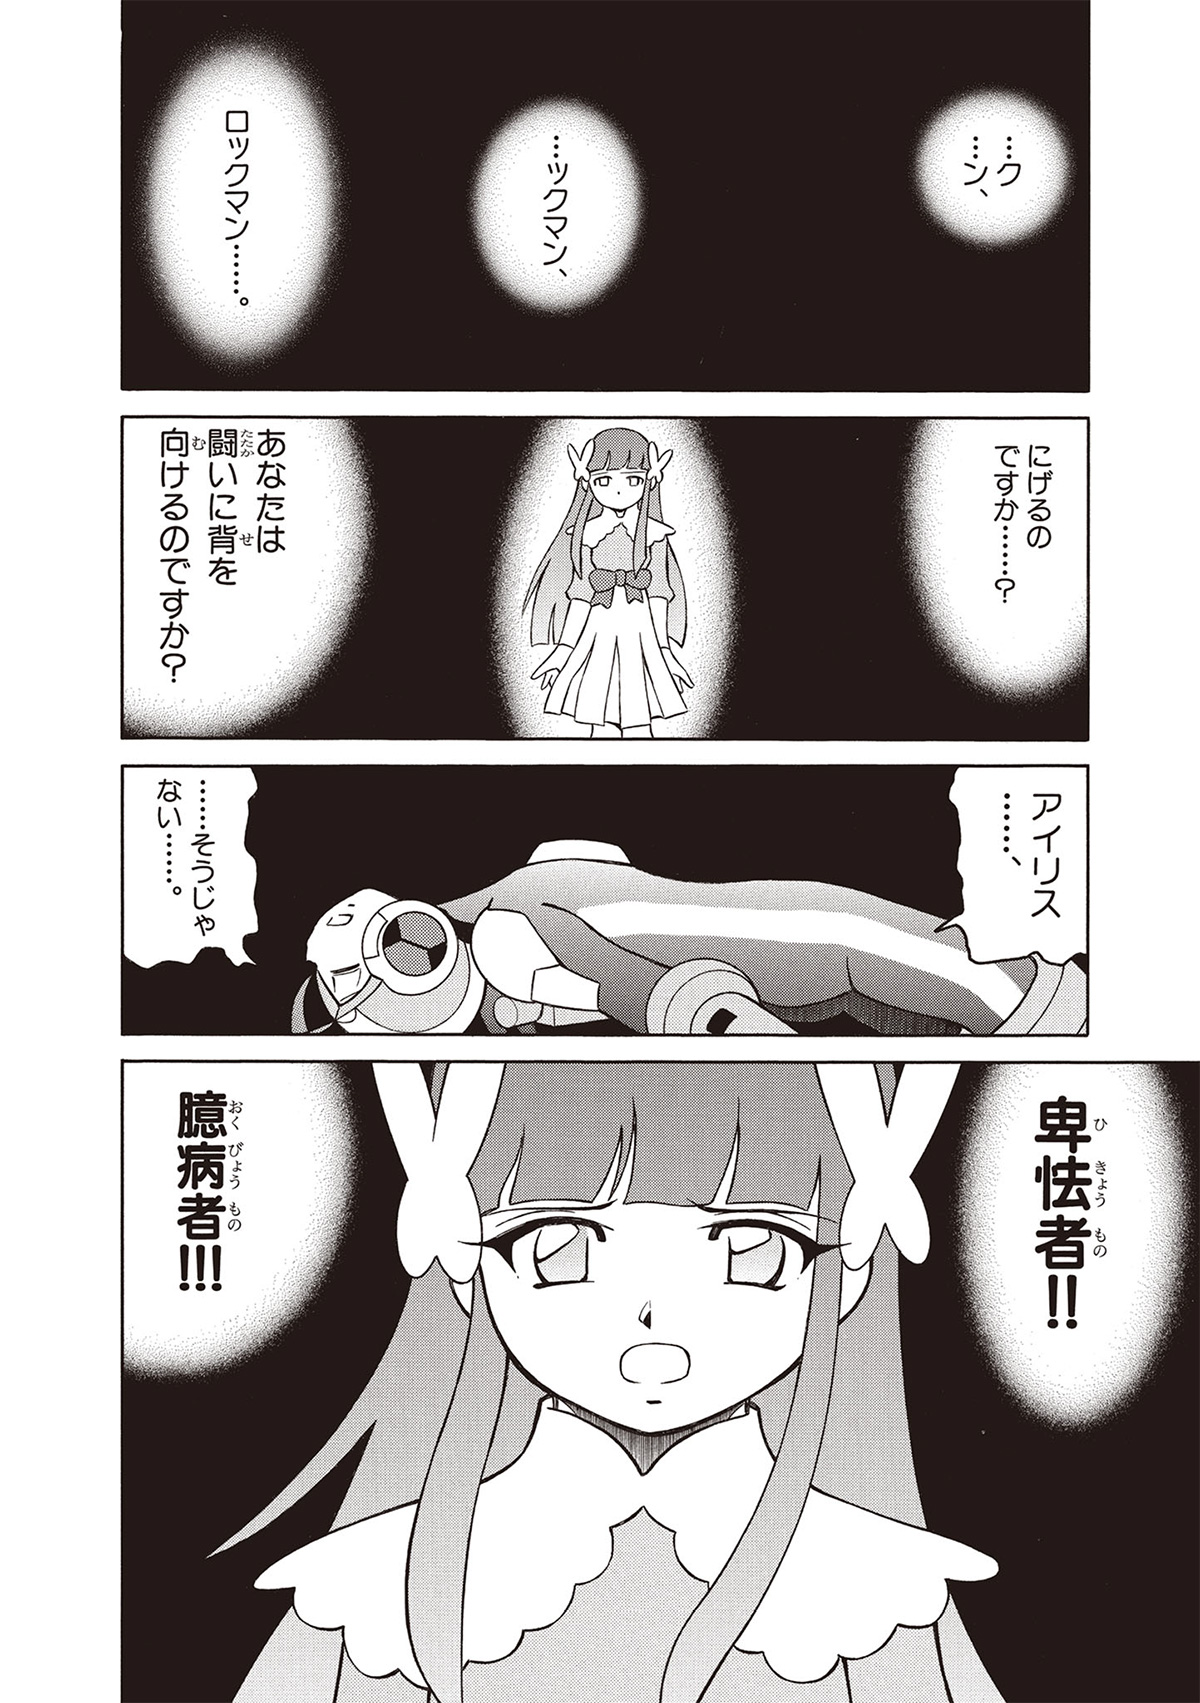 …ク
…ン、
…ックマン、
ロックマン……。
にげるの
ですか……?
あなたは
闘いに背を
向けるのですか?
アイリス
……、
……そうじゃ
ない……。
卑怯者!!
臆病者!!!